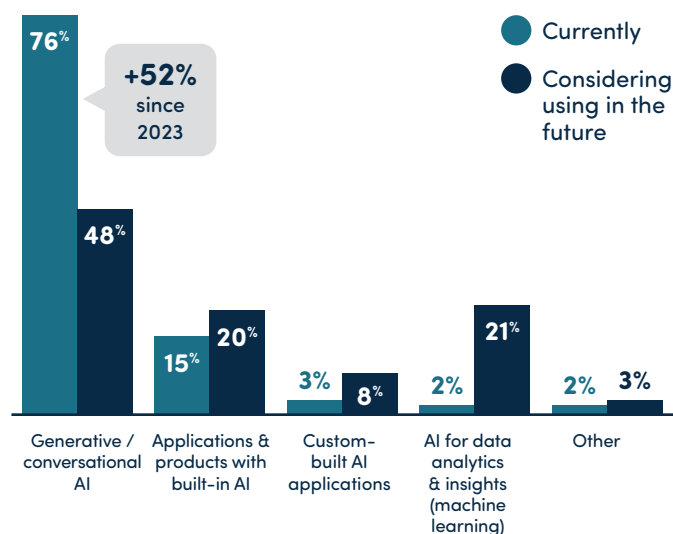 76%
+52%
since
2023
48%
Currently
Considering
using in the
future
15%
20%
3%
8%
2%
21%
2%
3%
Generative /
conversational
AI
Applications &
products with
built-in AI
Custom-
built AI
applications
AI for data
analytics
& insights
(machine
learning)
Other